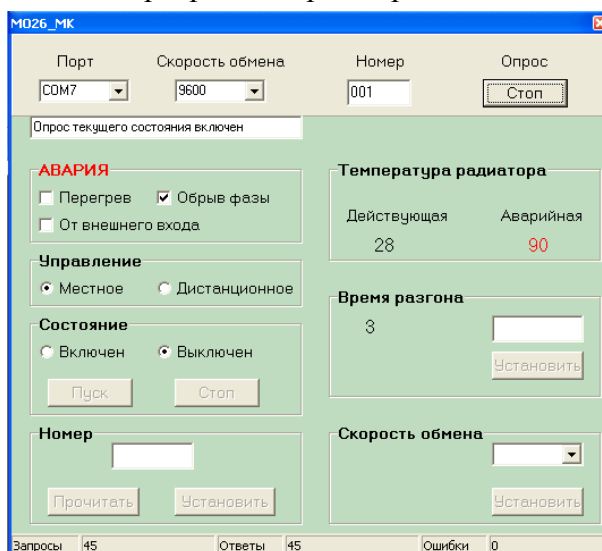 МО26_МК
Порт Скорость обмена Номер Опрос
COM7 9600 001 Стоп
Опрос текущего состояния включен
АВАРИЯ
Перегрев Обрыв фазы
От внешнего входа
Температура радиатора
Действующая Аварийная
28 90
Управление
Местное Дистанционное
Время разгона
3
Установить
Состояние
Включен Выключен
Пуск Стоп
Номер
Прочитать Установить
Скорость обмена
Установить
Запросы 45 Ответы 45 Ошибки 0